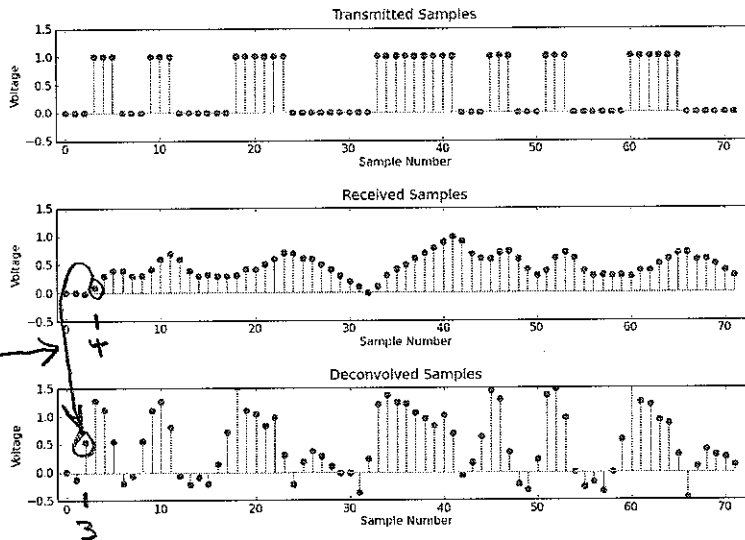 Transmitted Samples
1.5
1.0
0.5
0.0
−0.5
Voltage
0 10 20 30 40 50 60 70
Sample Number
Received Samples
1.5
1.0
0.5
0.0
−0.5
Voltage
0 10 20 30 40 50 60 70
Sample Number
4
Deconvolved Samples
1.5
1.0
0.5
0.0
−0.5
Voltage
0 10 20 30 40 50 60 70
Sample Number
3